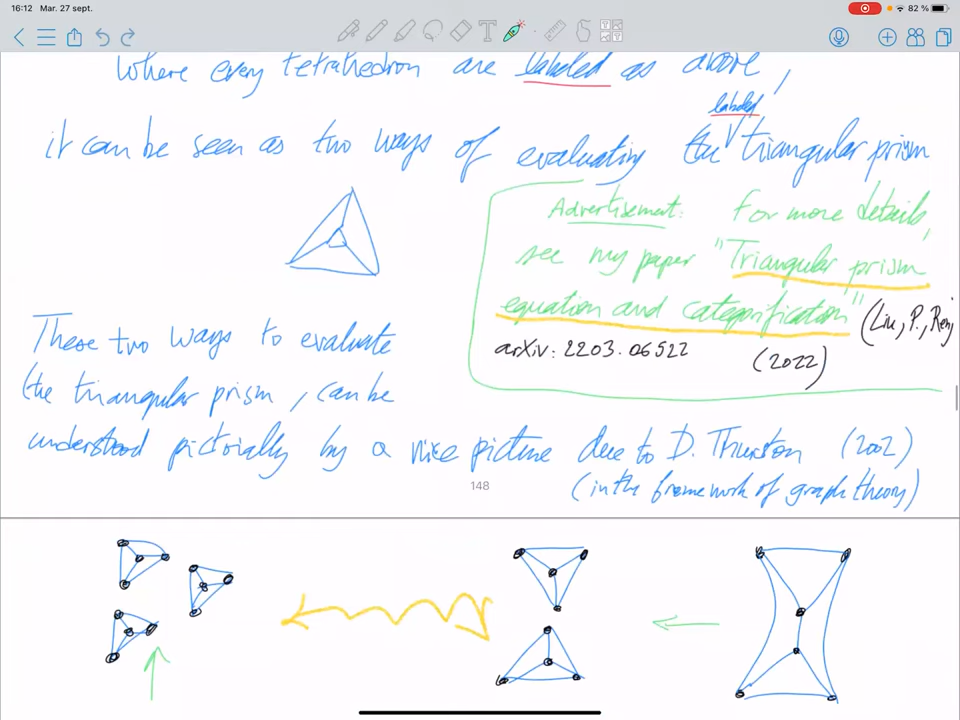 16:12 Mar. 27 sept.
82 %
Where every tetrahedron are labeled as above,
labeled
it can be seen as two ways of evaluating the triangular prism
Advertisement: For more details,
see my paper "Triangular prism
equation and categorification"
(Liu, P., Ren,
arXiv: 2203.06522
(2022)
These two ways to evaluate
the triangular prism, can be
understood pictorially by a nice picture due to D. Thurston (2002)
(in the framework of graph theory)
148